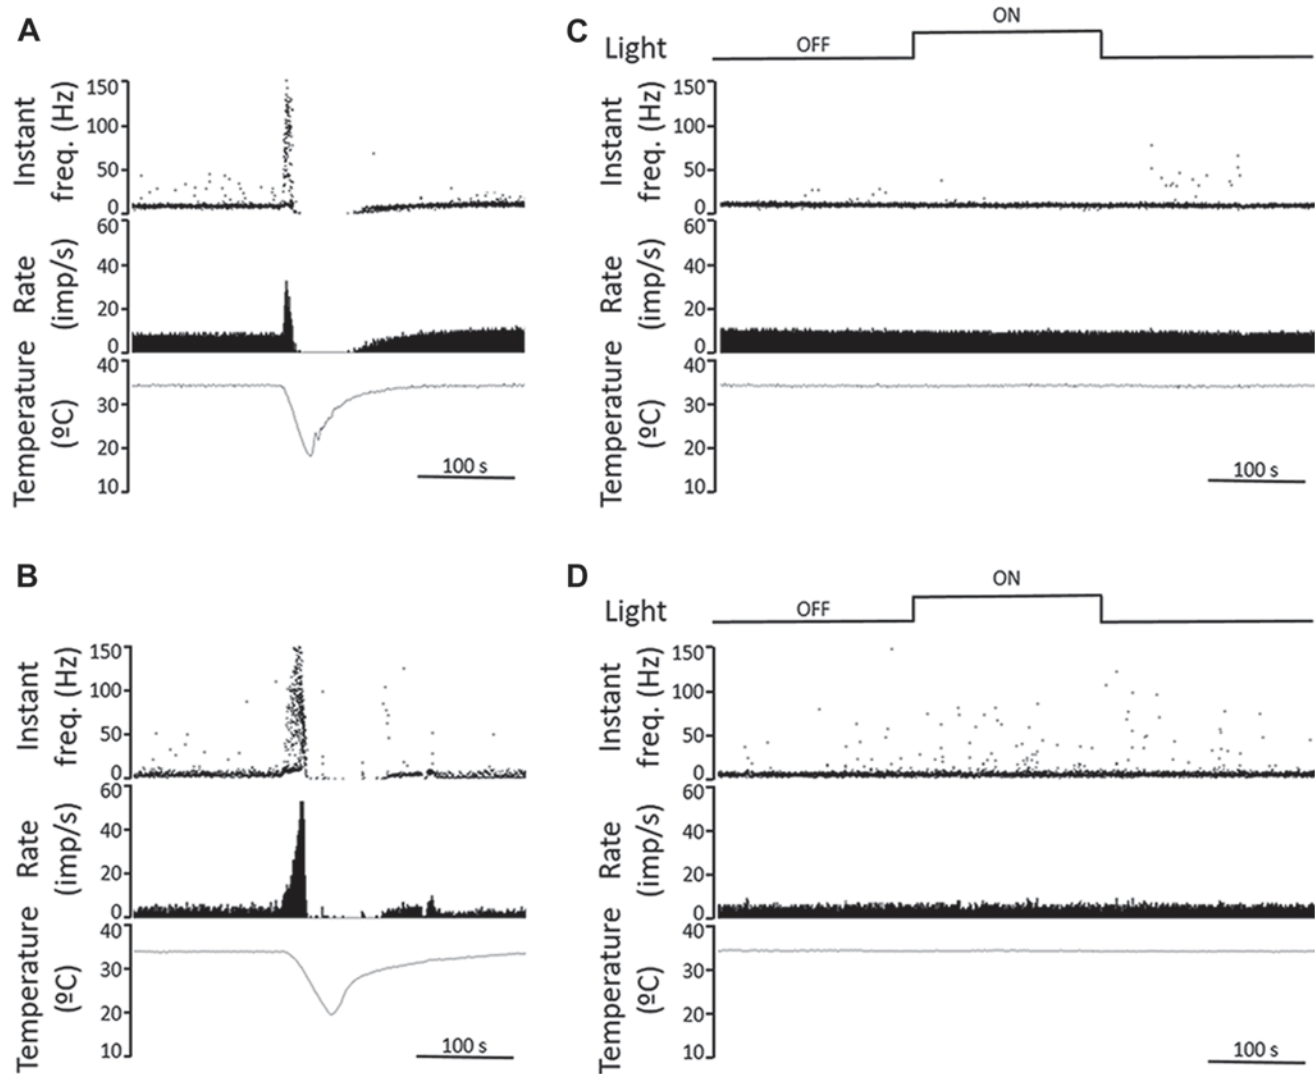 A
Instant
freq. (Hz)
150
100
50
0
Rate
(imp/s)
60
40
20
0
Temperature
(ºC)
40
30
20
10
100 s
C
Light
OFF
ON
Instant
freq. (Hz)
150
100
50
0
Rate
(imp/s)
60
40
20
0
Temperature
(ºC)
40
30
20
10
100 s
B
Instant
freq. (Hz)
150
100
50
0
Rate
(imp/s)
60
40
20
0
Temperature
(ºC)
40
30
20
10
100 s
D
Light
OFF
ON
Instant
freq. (Hz)
150
100
50
0
Rate
(imp/s)
60
40
20
0
Temperature
(ºC)
40
30
20
10
100 s